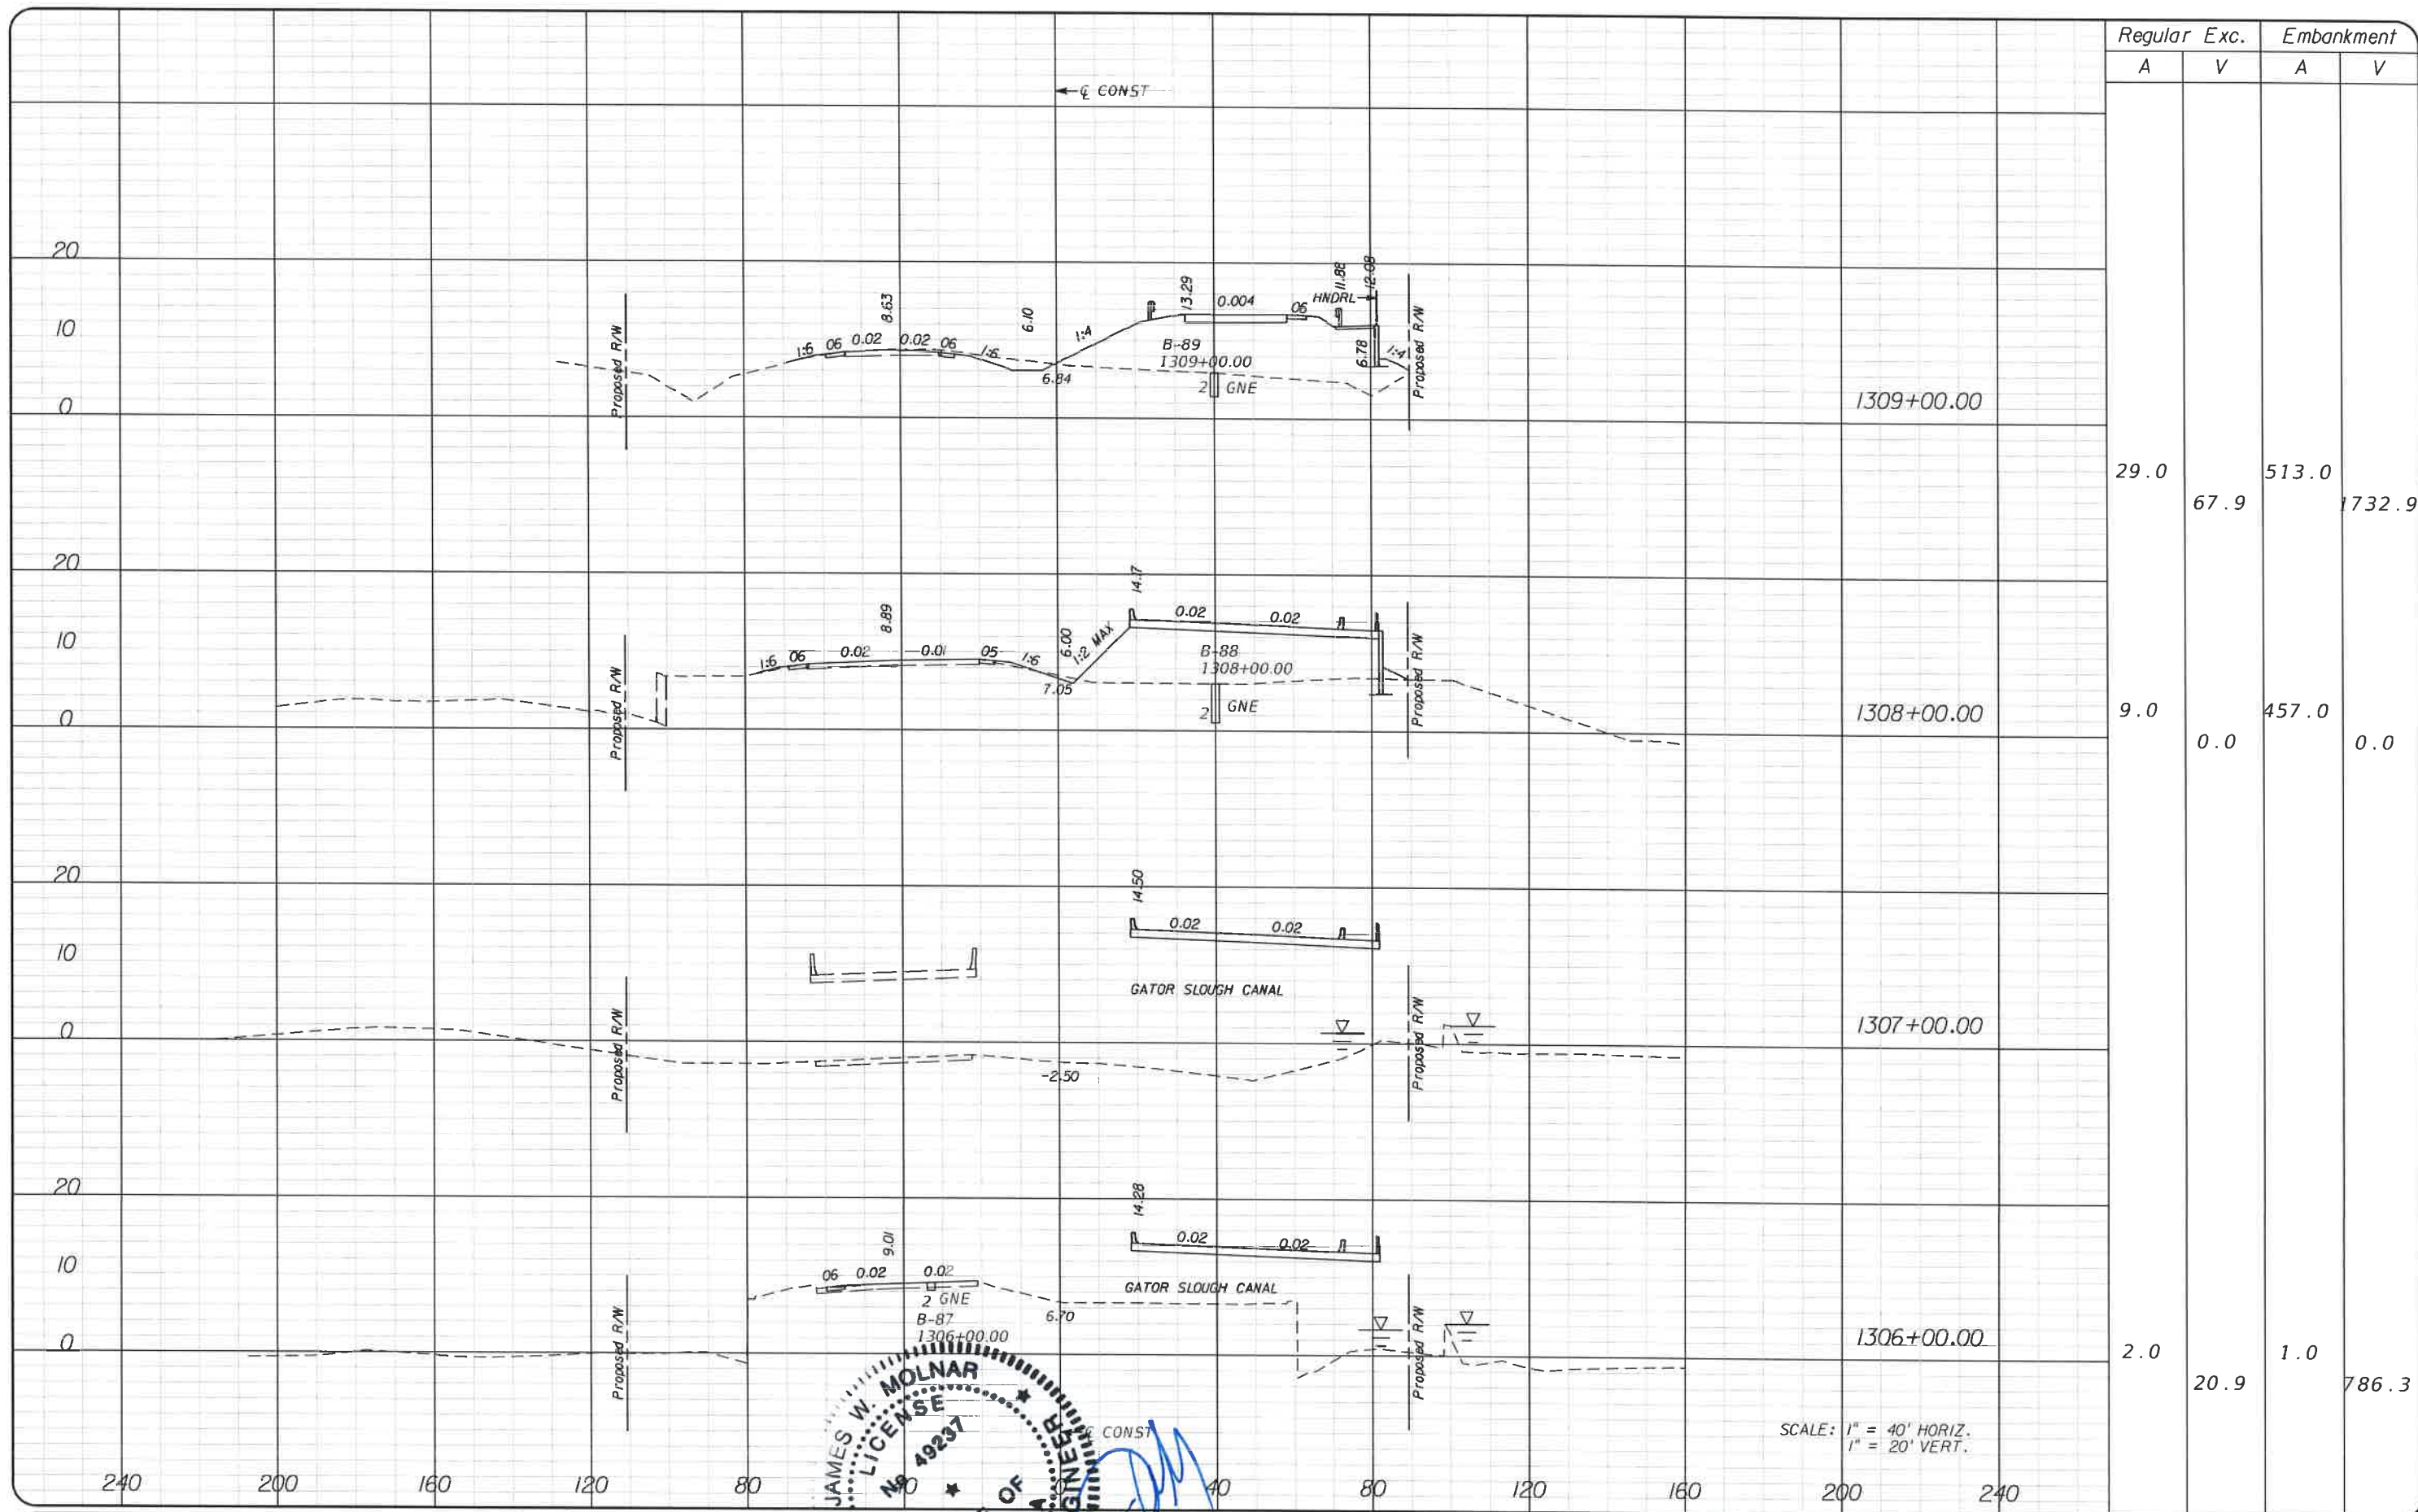 Regular Exc. Embankment
A V A V
℄ CONST
20
10
0
Proposed R/W
1:6 06 0.02 8.63 0.02 06 1:6
6.10
6.84
1:4
13.29
0.004
06
HNDRL
11.88
12.08
6.78
1:4
B-89
1309+00.00
2 GNE
Proposed R/W
1309+00.00
29.0 513.0
67.9 1732.9
20
10
0
Proposed R/W
1:6 06 0.02 8.89 0.01 05 1:6
6.00
7.05
1:2 MAX
14.17
0.02 0.02
B-88
1308+00.00
2 GNE
Proposed R/W
1308+00.00
9.0 457.0
0.0 0.0
20
10
0
Proposed R/W
14.50
0.02 0.02
GATOR SLOUGH CANAL
-2.50
Proposed R/W
1307+00.00
20
10
0
Proposed R/W
06 0.02 9.01 0.02
2 GNE
B-87
1306+00.00
6.70
14.28
0.02 0.02
GATOR SLOUGH CANAL
Proposed R/W
1306+00.00
2.0 1.0
20.9 786.3
JAMES W. MOLNAR
LICENSE
No 49237
OF
℄ CONST
SCALE: 1" = 40' HORIZ.
1" = 20' VERT.
240 200 160 120 80 40 80 120 160 200 240